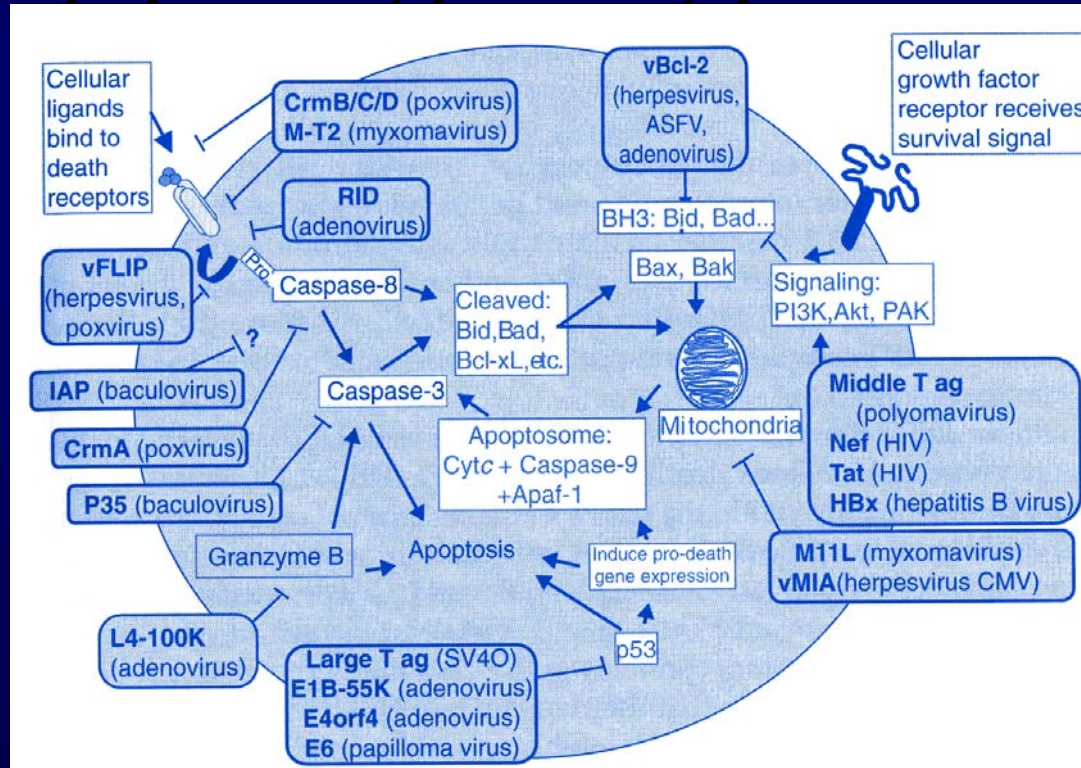 Cellular
ligands
bind to
death
receptors
CrmB/C/D (poxvirus)
M-T2 (myxomavirus)
vBcl-2
(herpesvirus,
ASFV,
adenovirus)
Cellular
growth factor
receptor receives
survival signal
RID
(adenovirus)
BH3: Bid, Bad...
vFLIP
(herpesvirus,
poxvirus)
Pro
Caspase-8
Cleaved:
Bid,Bad,
Bcl-xL,etc.
Bax, Bak
Signaling:
PI3K,Akt, PAK
?
IAP (baculovirus)
Caspase-3
Mitochondria
Middle T ag
(polyomavirus)
Nef (HIV)
Tat (HIV)
HBx (hepatitis B virus)
CrmA (poxvirus)
Apoptosome:
Cytc + Caspase-9
+Apaf-1
P35 (baculovirus)
Granzyme B
Apoptosis
Induce pro-death
gene expression
M11L (myxomavirus)
vMIA(herpesvirus CMV)
L4-100K
(adenovirus)
p53
Large T ag (SV4O)
E1B-55K (adenovirus)
E4orf4 (adenovirus)
E6 (papilloma virus)